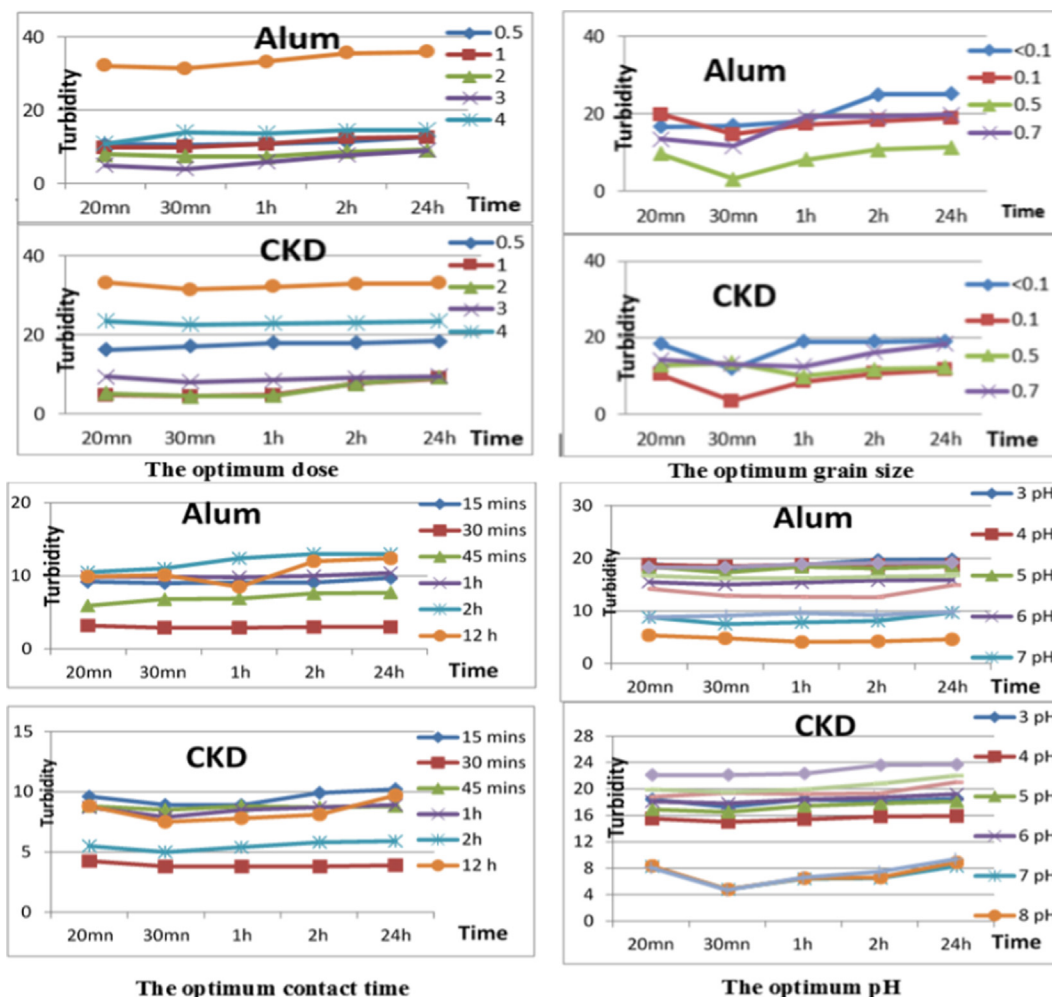 Alum
Turbidity
40
20
0
20mn 30mn 1h 2h 24h Time
0.5
1
2
3
4
CKD
Turbidity
40
20
0
20mn 30mn 1h 2h 24h Time
0.5
1
2
3
4
The optimum dose
Alum
Turbidity
40
20
0
20mn 30mn 1h 2h 24h Time
<0.1
0.1
0.5
0.7
CKD
Turbidity
40
20
0
20mn 30mn 1h 2h 24h Time
<0.1
0.1
0.5
0.7
The optimum grain size
Alum
Turbidity
20
10
0
20mn 30mn 1h 2h 24h Time
15 mins
30 mins
45 mins
1h
2h
12 h
CKD
Turbidity
15
10
5
0
20mn 30mn 1h 2h 24h Time
15 mins
30 mins
45 mins
1h
2h
12 h
The optimum contact time
Alum
Turbidity
30
20
10
0
20mn 30mn 1h 2h 24h Time
3 pH
4 pH
5 pH
6 pH
7 pH
CKD
Turbidity
28
24
20
16
12
8
4
0
20mn 30mn 1h 2h 24h Time
3 pH
4 pH
5 pH
6 pH
7 pH
8 pH
The optimum pH